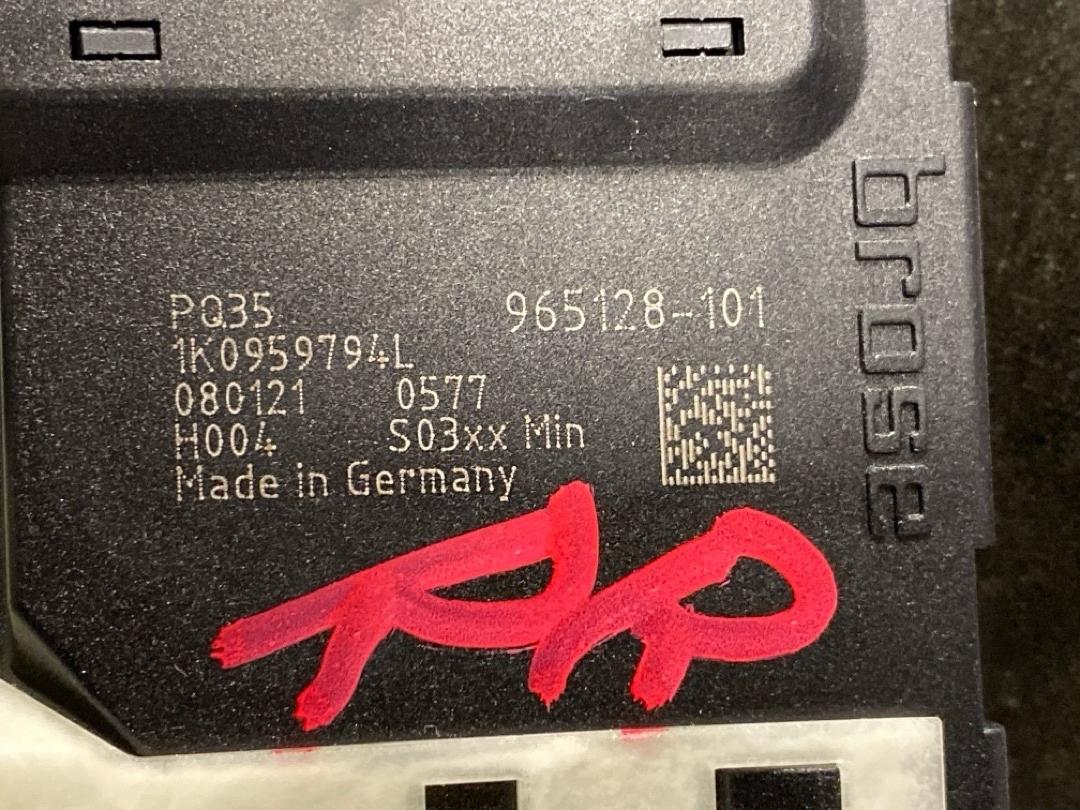 PQ35 965128-101
1K0959794L
080121 0577
H004 S03xx Min
Made in Germany
brose
RR